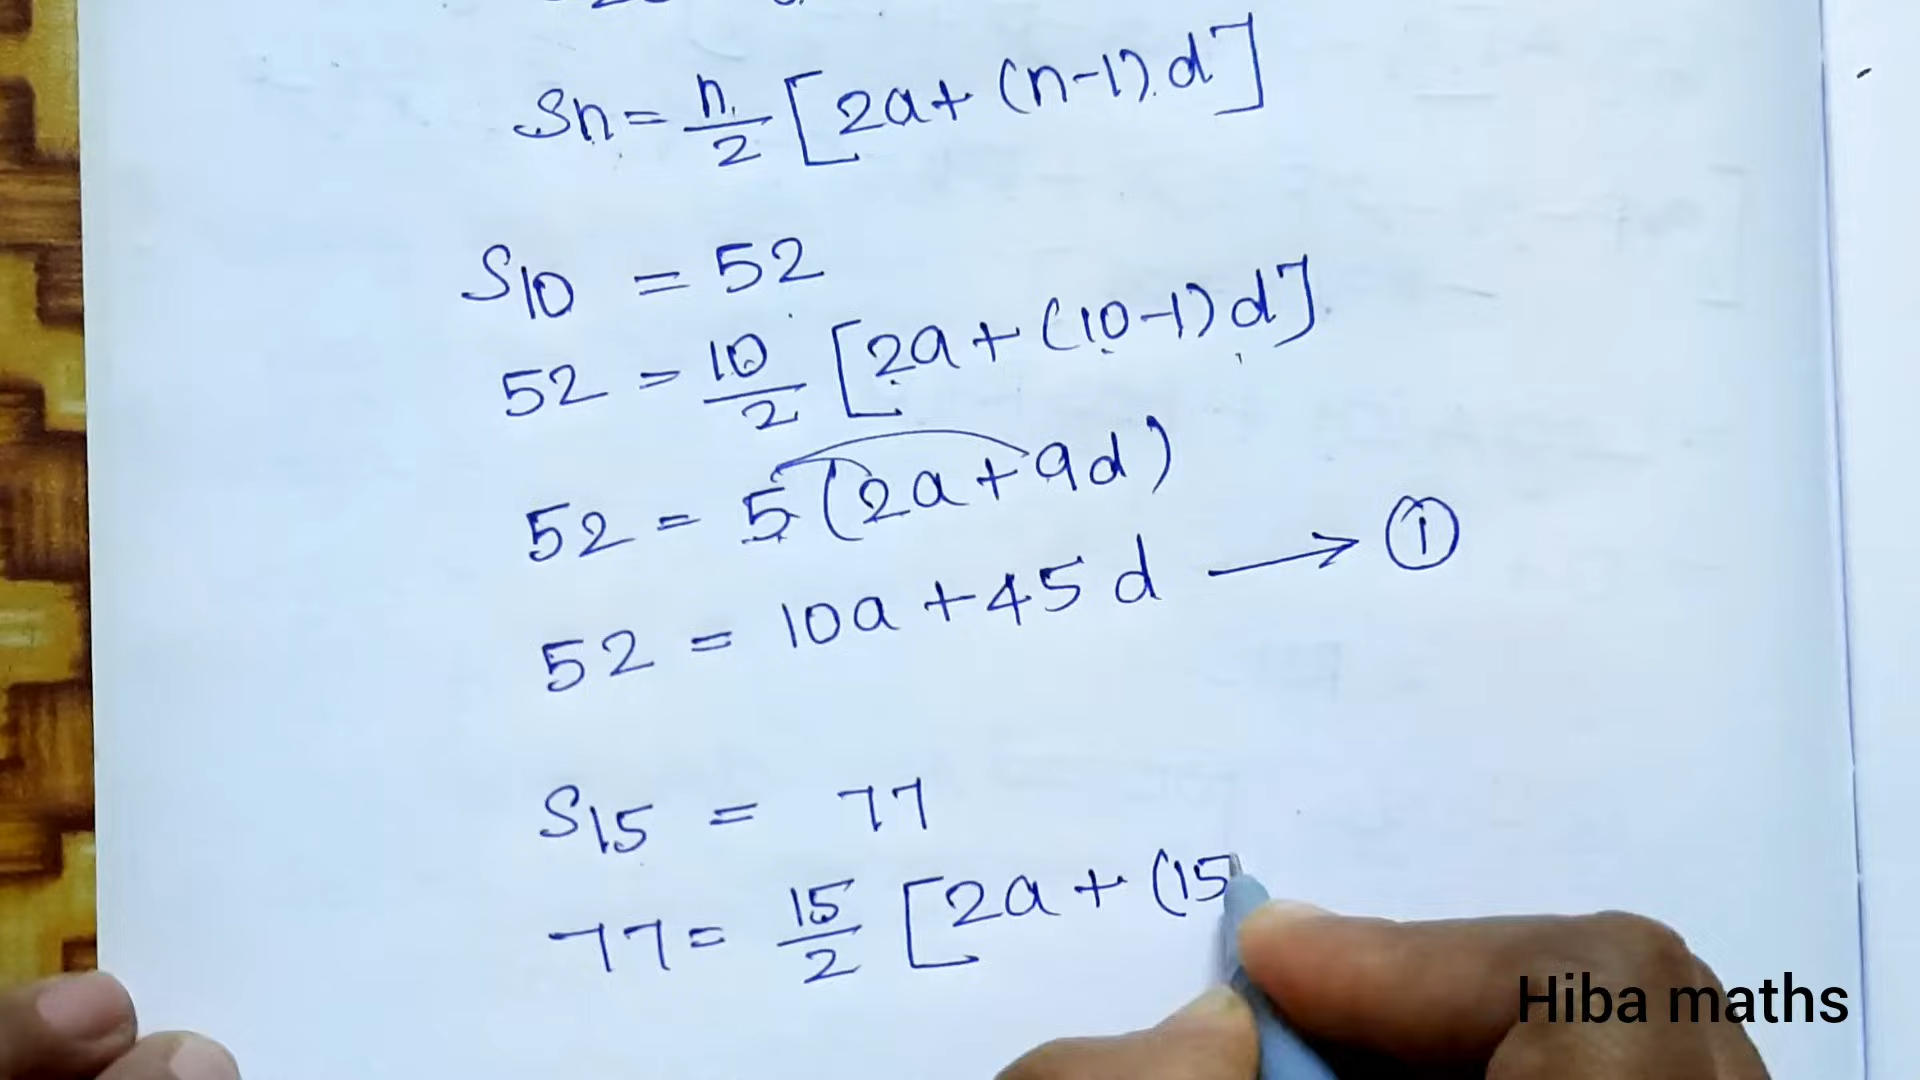 Sn = n/2 [2a + (n-1) d]
S10 = 52
52 = 10/2 [2a + (10-1) d]
52 = 5 (2a + 9d)
52 = 10a + 45d → ①
S15 = 77
77 = 15/2 [2a + (15
Hiba maths